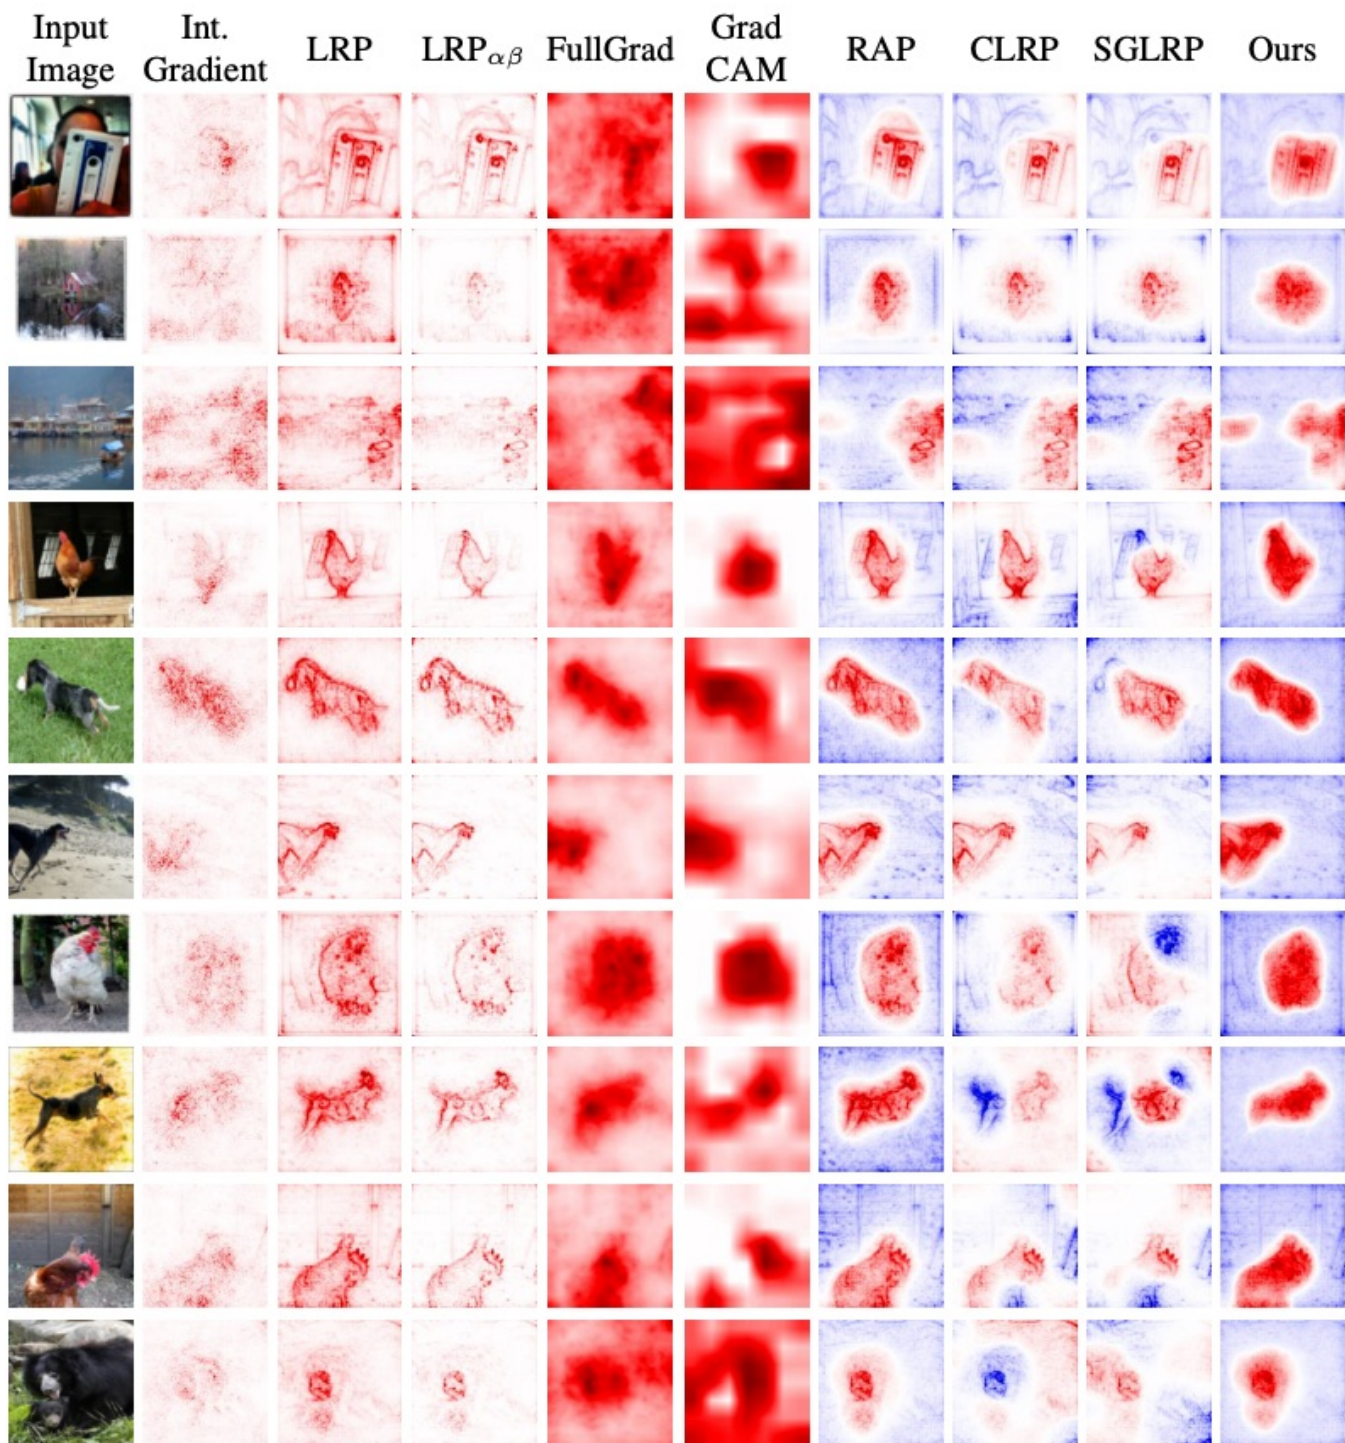 Input Image
Int. Gradient
LRP
LRPαβ
FullGrad
Grad CAM
RAP
CLRP
SGLRP
Ours